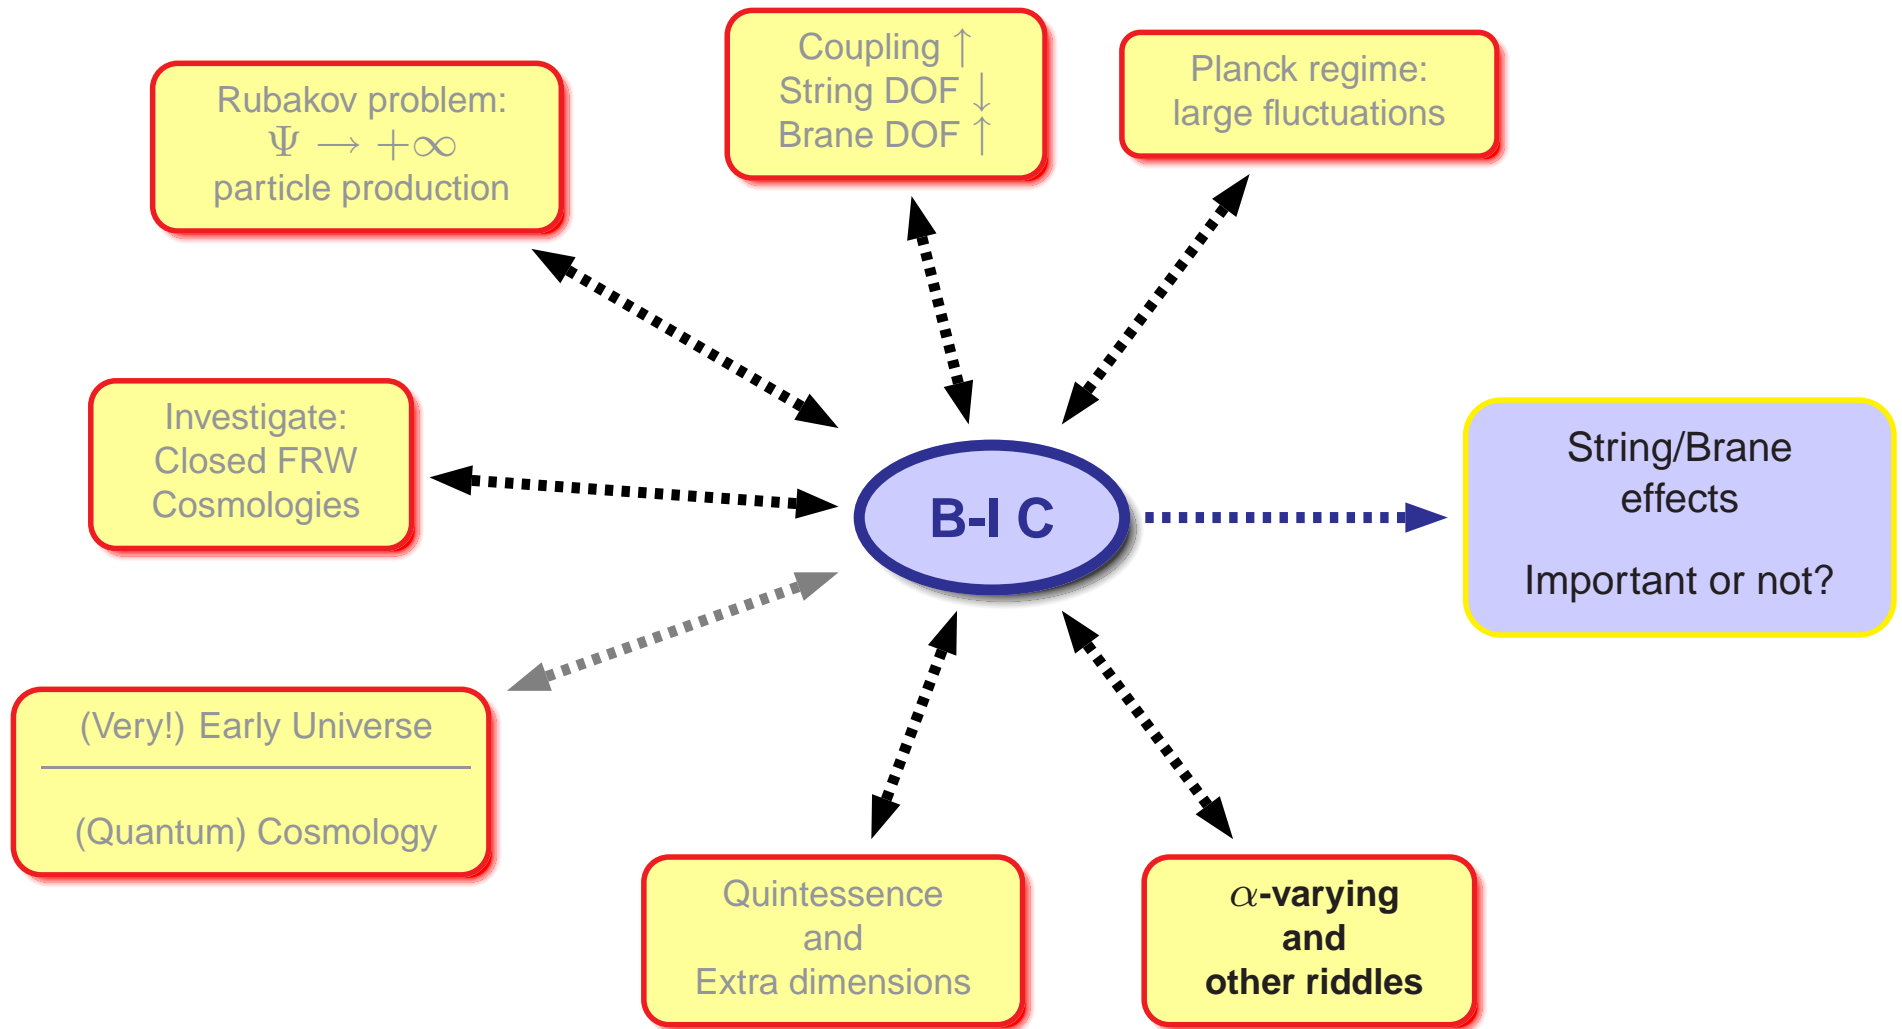 Coupling ↑
String DOF ↓
Brane DOF ↑
Planck regime:
large fluctuations
Rubakov problem:
Ψ → +∞
particle production
Investigate:
Closed FRW
Cosmologies
B-I C
String/Brane
effects
Important or not?
(Very!) Early Universe
(Quantum) Cosmology
Quintessence
and
Extra dimensions
α-varying
and
other riddles